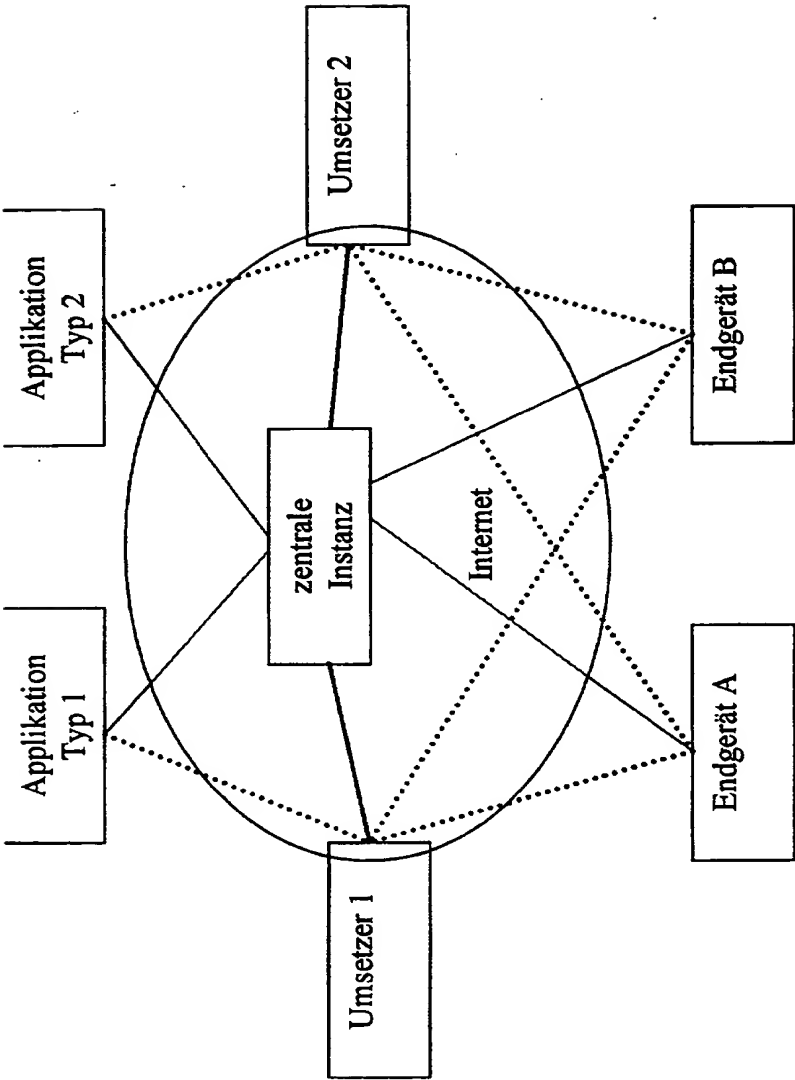 Applikation
Typ 1
Applikation
Typ 2
Umsetzer 1
zentrale
Instanz
Umsetzer 2
Internet
Endgerät A
Endgerät B